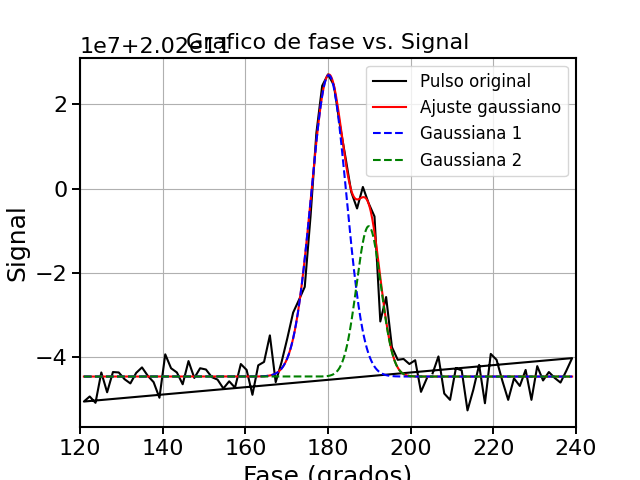 1e7+2.02e11
Grafico de fase vs. Signal
Pulso original
Ajuste gaussiano
Gaussiana 1
Gaussiana 2
Signal
2
0
−2
−4
120 140 160 180 200 220 240
Fase (grados)